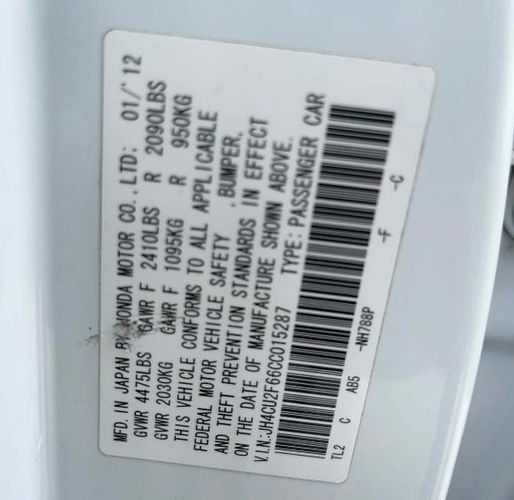 MFD. IN JAPAN BY HONDA MOTOR CO., LTD: 01/'12
GVWR 4475LBS GAWR F 2410LBS R 2090LBS
GVWR 2030KG GAWR F 1095KG R 950KG
THIS VEHICLE CONFORMS TO ALL APPLICABLE
FEDERAL MOTOR VEHICLE SAFETY , BUMPER,
AND THEFT PREVENTION STANDARDS IN EFFECT
ON THE DATE OF MANUFACTURE SHOWN ABOVE.
V.I.N.:JH4CU2F66CC015287 TYPE: PASSENGER CAR
TL2 C AB5 -NH788P -F -C